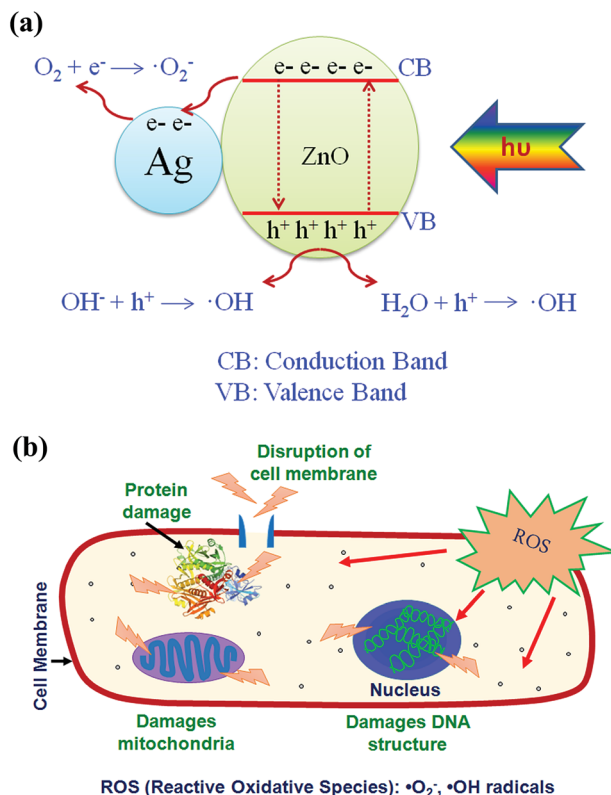 (a)
O₂ + e⁻ → ·O₂⁻
e- e- e- e-
CB
e- e-
Ag
ZnO
hυ
VB
h⁺ h⁺ h⁺ h⁺
OH⁻ + h⁺ → ·OH
H₂O + h⁺ → ·OH
CB: Conduction Band
VB: Valence Band
(b)
Disruption of
cell membrane
Protein
damage
ROS
Cell Membrane
Nucleus
Damages
mitochondria
Damages DNA
structure
ROS (Reactive Oxidative Species): •O₂⁻, •OH radicals